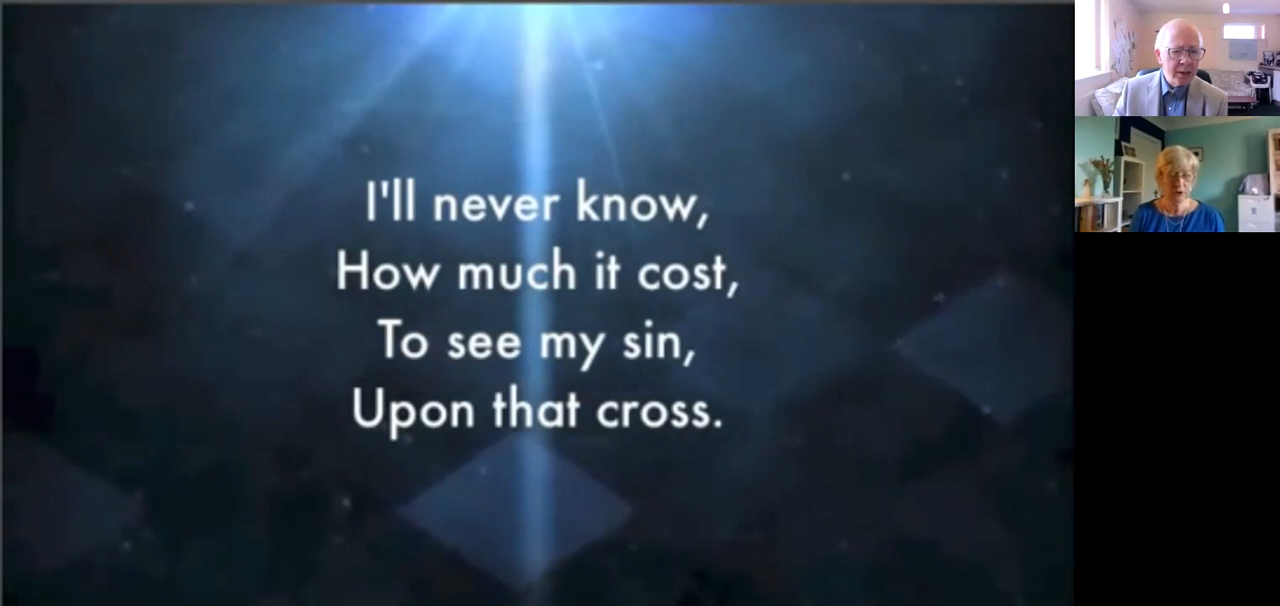 I'll never know,
How much it cost,
To see my sin,
Upon that cross.